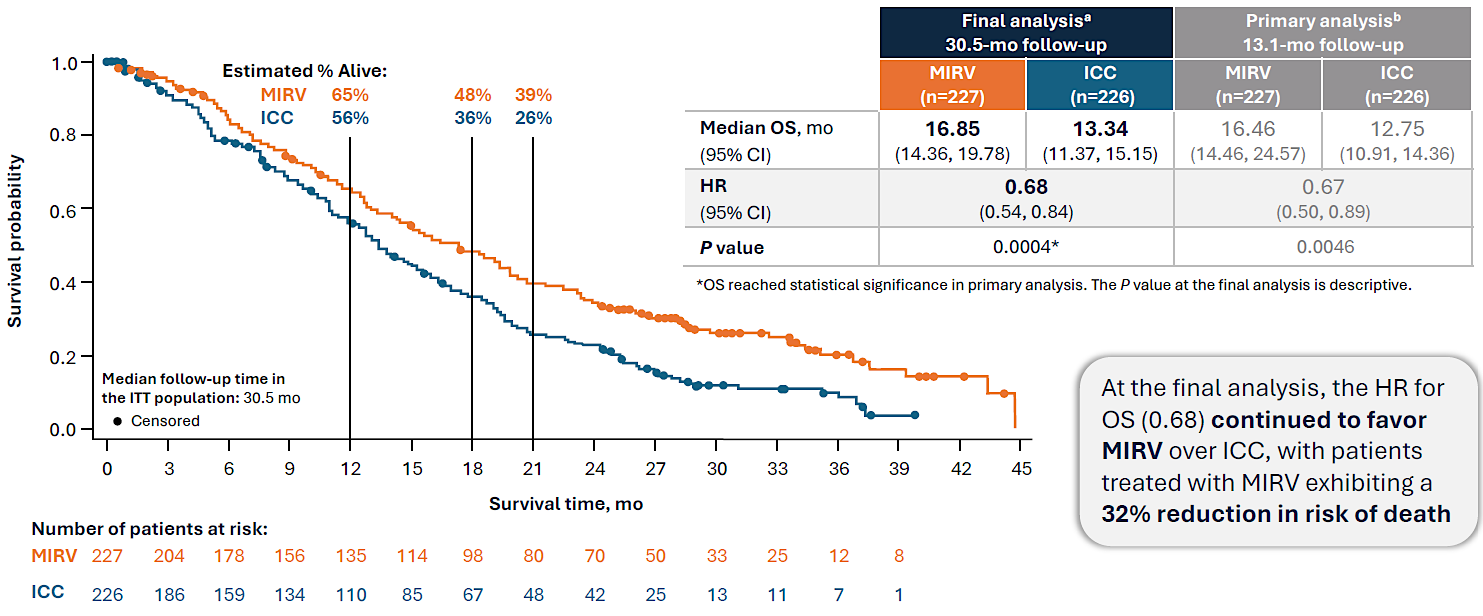 Final analysisᵃ
30.5-mo follow-up
Primary analysisᵇ
13.1-mo follow-up
MIRV
(n=227)
ICC
(n=226)
MIRV
(n=227)
ICC
(n=226)
Median OS, mo
(95% CI)
16.85
(14.36, 19.78)
13.34
(11.37, 15.15)
16.46
(14.46, 24.57)
12.75
(10.91, 14.36)
HR
(95% CI)
0.68
(0.54, 0.84)
0.67
(0.50, 0.89)
P value
0.0004*
0.0046
*OS reached statistical significance in primary analysis. The P value at the final analysis is descriptive.
Estimated % Alive:
MIRV 65% 48% 39%
ICC 56% 36% 26%
Survival probability
1.0
0.8
0.6
0.4
0.2
0.0
Median follow-up time in
the ITT population: 30.5 mo
Censored
0 3 6 9 12 15 18 21 24 27 30 33 36 39 42 45
Survival time, mo
At the final analysis, the HR for
OS (0.68) continued to favor
MIRV over ICC, with patients
treated with MIRV exhibiting a
32% reduction in risk of death
Number of patients at risk:
MIRV 227 204 178 156 135 114 98 80 70 50 33 25 12 8
ICC 226 186 159 134 110 85 67 48 42 25 13 11 7 1